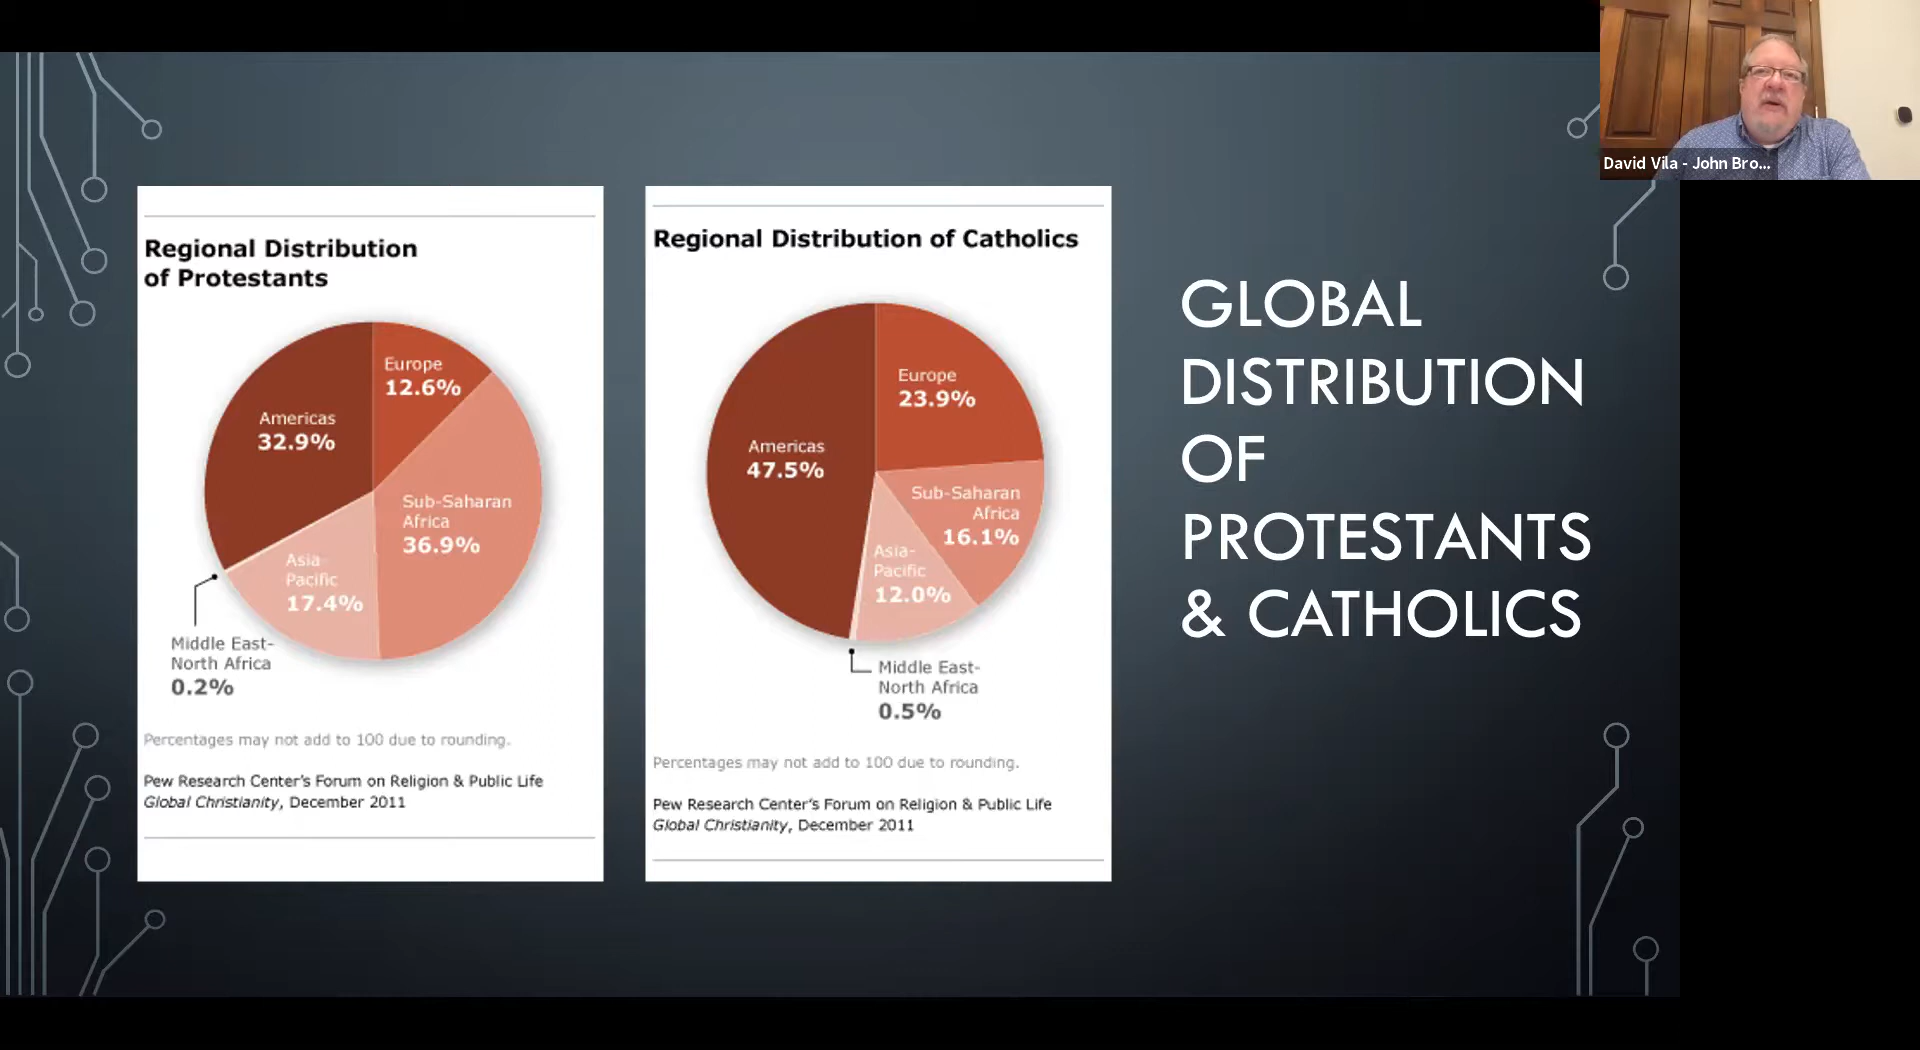 David Vila - John Bro...
Regional Distribution
of Protestants
Europe
12.6%
Americas
32.9%
Sub-Saharan
Africa
36.9%
Asia-
Pacific
17.4%
Middle East-
North Africa
0.2%
Percentages may not add to 100 due to rounding.
Pew Research Center's Forum on Religion & Public Life
Global Christianity, December 2011
Regional Distribution of Catholics
Europe
23.9%
Americas
47.5%
Sub-Saharan
Africa
16.1%
Asia-
Pacific
12.0%
Middle East-
North Africa
0.5%
Percentages may not add to 100 due to rounding.
Pew Research Center's Forum on Religion & Public Life
Global Christianity, December 2011
GLOBAL
DISTRIBUTION
OF
PROTESTANTS
& CATHOLICS